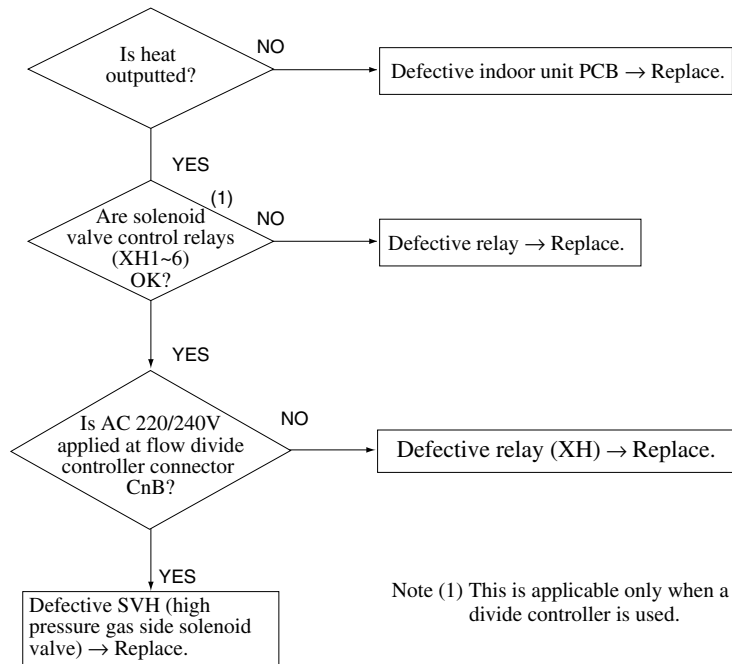 Is heat
outputted?
NO
Defective indoor unit PCB → Replace.
YES
(1)
Are solenoid
valve control relays
(XH1~6)
OK?
NO
Defective relay → Replace.
YES
Is AC 220/240V
applied at flow divide
controller connector
CnB?
NO
Defective relay (XH) → Replace.
YES
Defective SVH (high
pressure gas side solenoid
valve) → Replace.
Note (1) This is applicable only when a
divide controller is used.